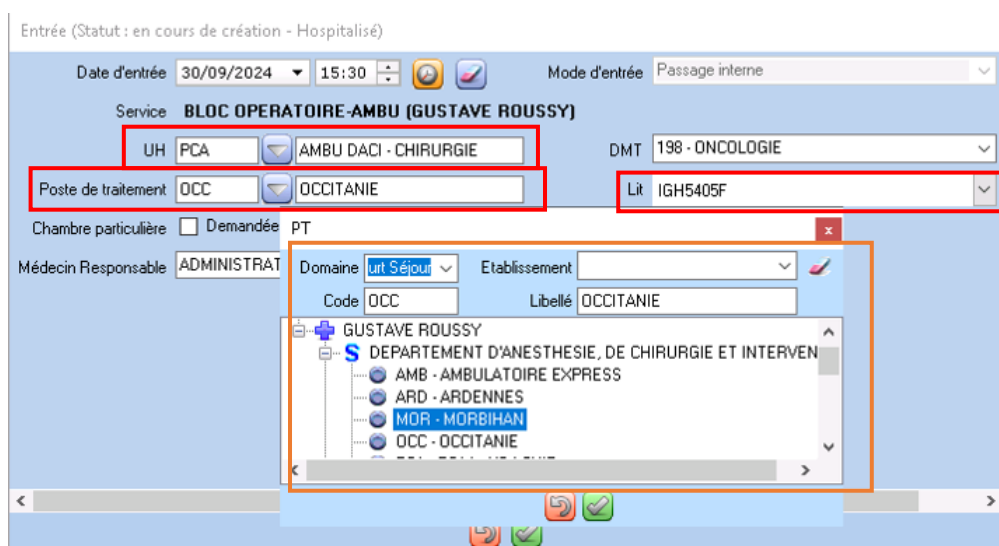 Entrée (Statut : en cours de création - Hospitalisé)
Date d'entrée 30/09/2024 15:30 Mode d'entrée Passage interne
Service BLOC OPERATOIRE-AMBU (GUSTAVE ROUSSY)
UH PCA AMBU DACI - CHIRURGIE DMT 198 - ONCOLOGIE
Poste de traitement OCC OCCITANIE Lit IGH5405F
Chambre particulière Demandée PT x
Médecin Responsable ADMINISTRAT Domaine urt Séjour Etablissement
Code OCC Libellé OCCITANIE
GUSTAVE ROUSSY
S DEPARTEMENT D'ANESTHESIE, DE CHIRURGIE ET INTERVEN
AMB - AMBULATOIRE EXPRESS
ARD - ARDENNES
MOR - MORBIHAN
OCC - OCCITANIE